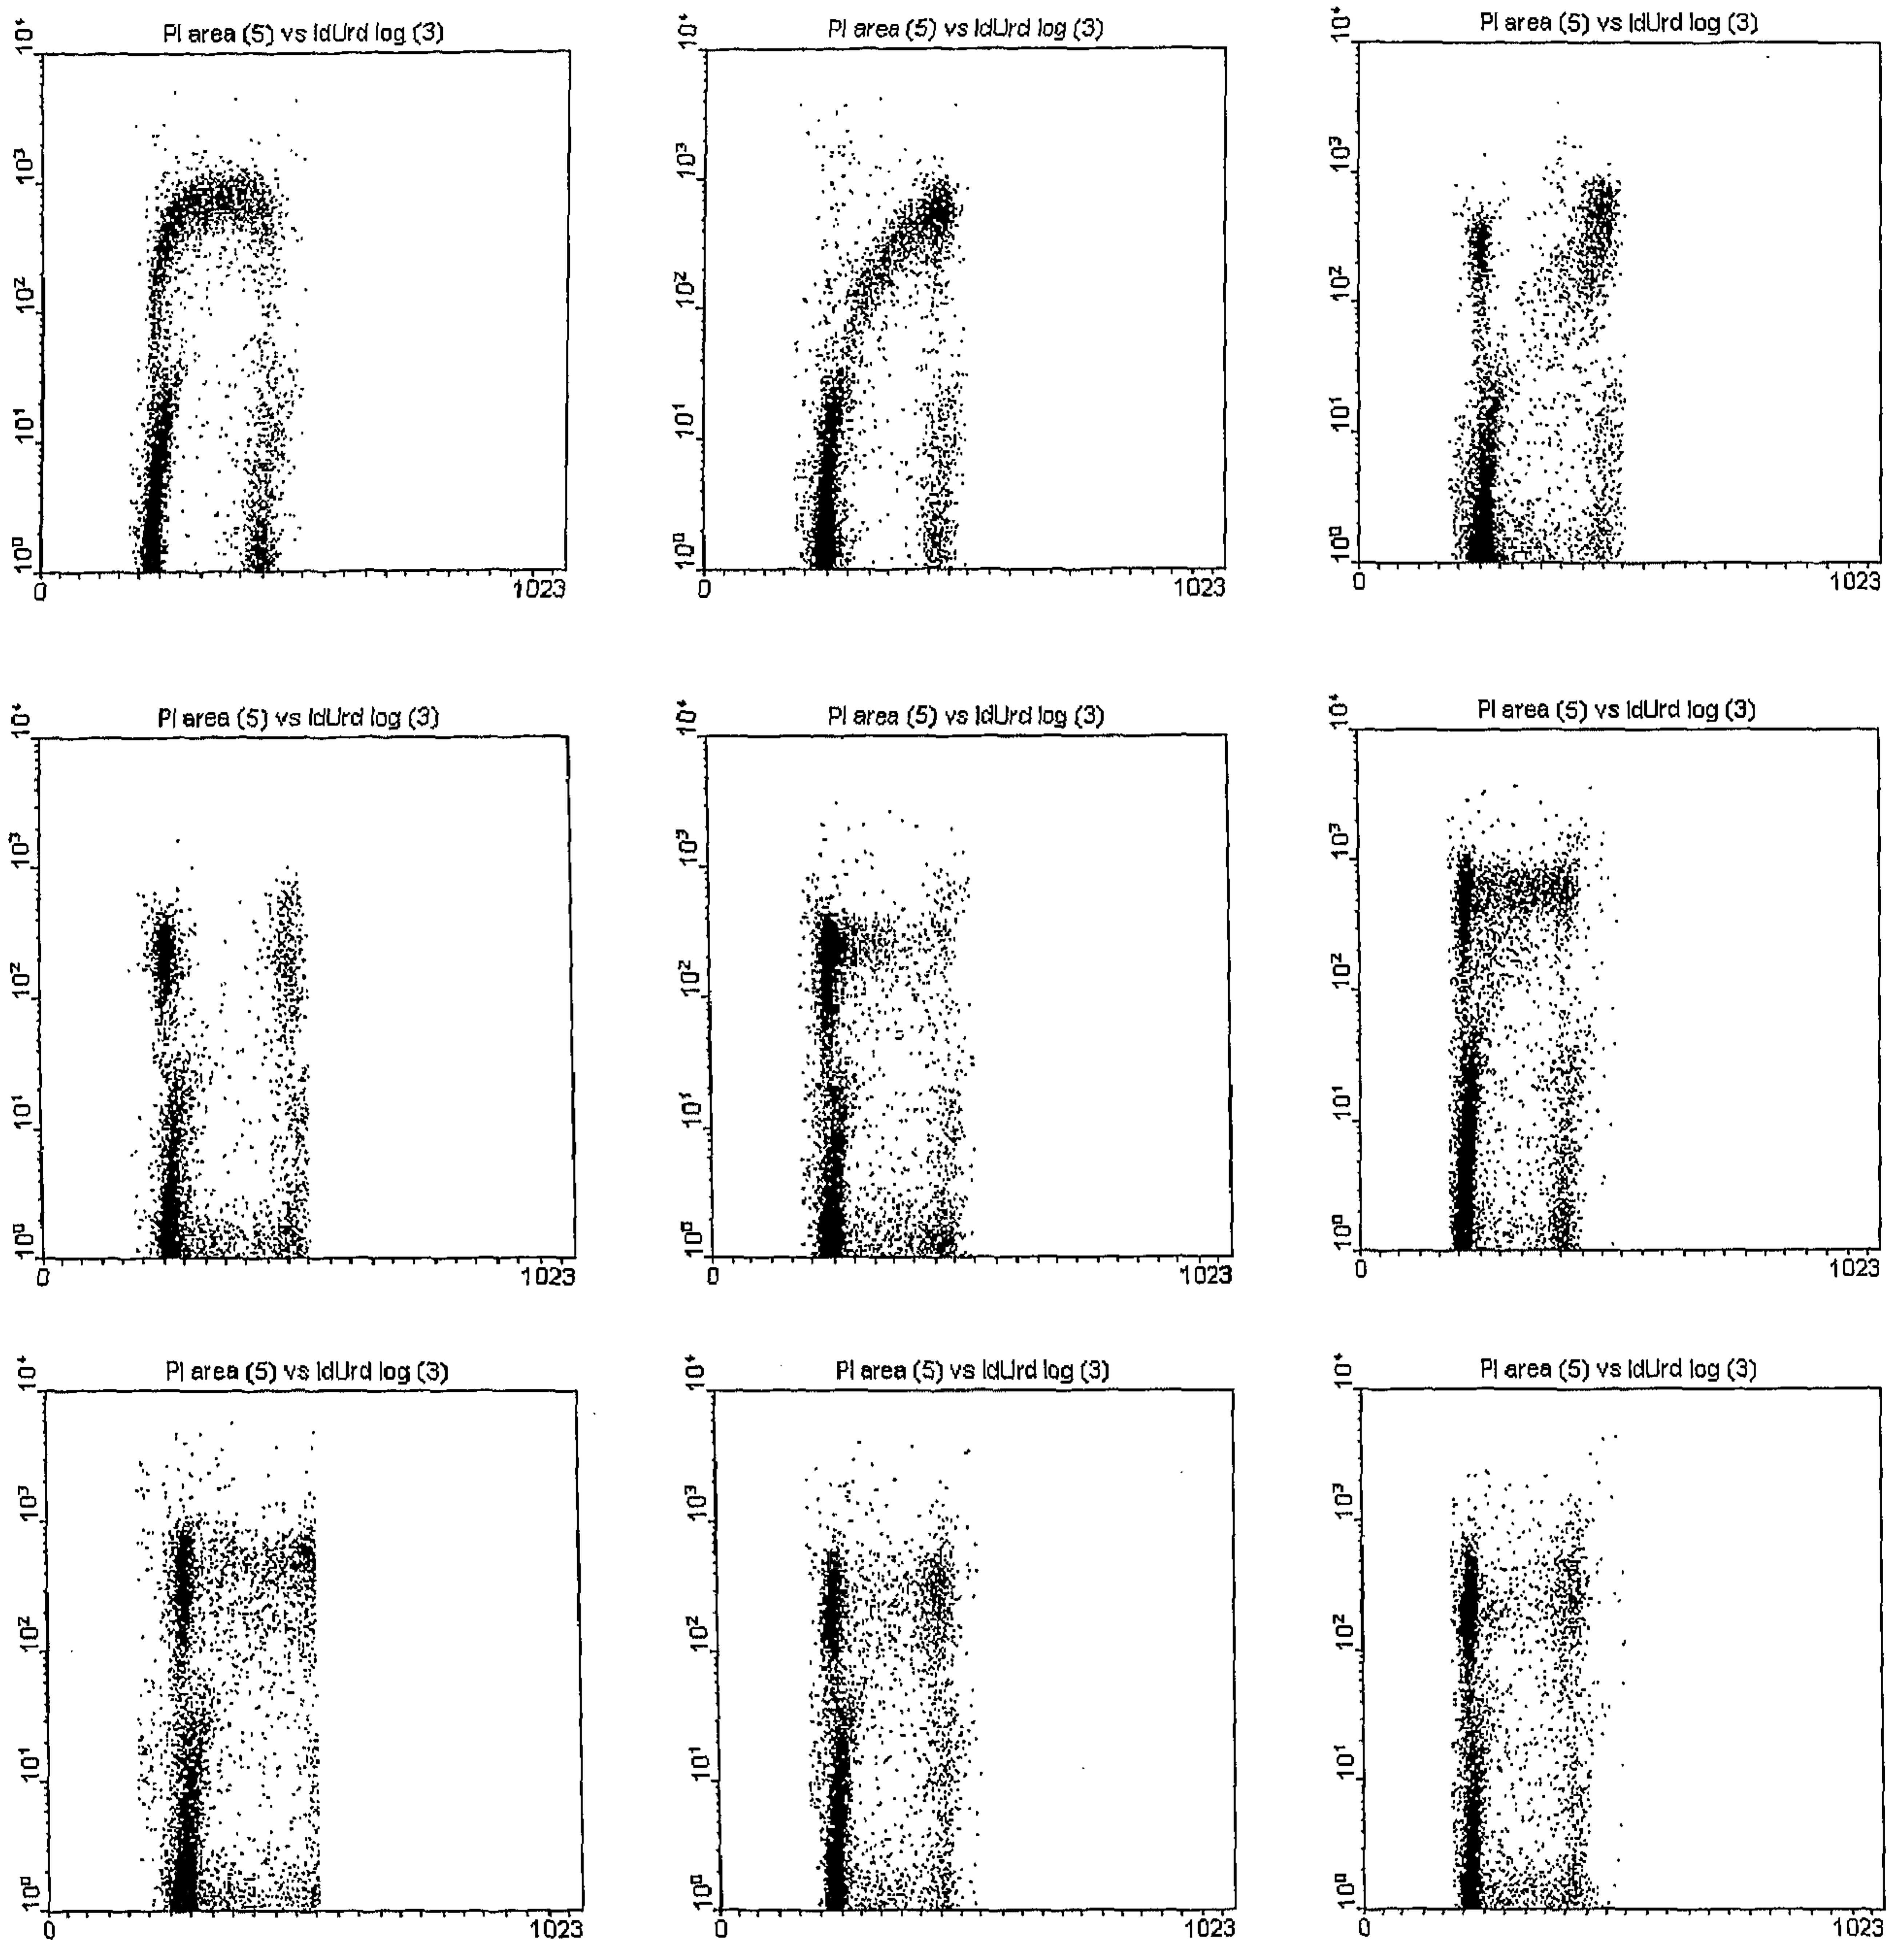 PI area (5) vs IdUrd log (3) PI area (5) vs IdUrd log (3) PI area (5) vs IdUrd log (3)
10⁴ 10⁴ 10⁴
10³ 10³ 10³
10² 10² 10²
10¹ 10¹ 10¹
10⁰ 10⁰ 10⁰
0 1023 0 1023 0 1023
PI area (5) vs IdUrd log (3) PI area (5) vs IdUrd log (3) PI area (5) vs IdUrd log (3)
10⁴ 10⁴ 10⁴
10³ 10³ 10³
10² 10² 10²
10¹ 10¹ 10¹
10⁰ 10⁰ 10⁰
0 1023 0 1023 0 1023
PI area (5) vs IdUrd log (3) PI area (5) vs IdUrd log (3) PI area (5) vs IdUrd log (3)
10⁴ 10⁴ 10⁴
10³ 10³ 10³
10² 10² 10²
10¹ 10¹ 10¹
10⁰ 10⁰ 10⁰
0 1023 0 1023 0 1023